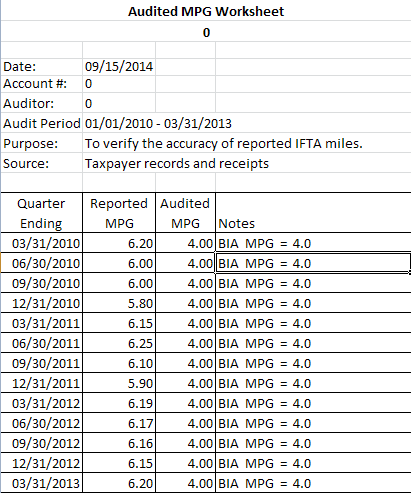 Audited MPG Worksheet
0
Date: 09/15/2014
Account #: 0
Auditor: 0
Audit Period 01/01/2010 - 03/31/2013
Purpose: To verify the accuracy of reported IFTA miles.
Source: Taxpayer records and receipts
Quarter Reported Audited
Ending MPG MPG Notes
03/31/2010 6.20 4.00 BIA MPG = 4.0
06/30/2010 6.00 4.00 BIA MPG = 4.0
09/30/2010 6.00 4.00 BIA MPG = 4.0
12/31/2010 5.80 4.00 BIA MPG = 4.0
03/31/2011 6.15 4.00 BIA MPG = 4.0
06/30/2011 6.25 4.00 BIA MPG = 4.0
09/30/2011 6.10 4.00 BIA MPG = 4.0
12/31/2011 5.90 4.00 BIA MPG = 4.0
03/31/2012 6.19 4.00 BIA MPG = 4.0
06/30/2012 6.17 4.00 BIA MPG = 4.0
09/30/2012 6.16 4.00 BIA MPG = 4.0
12/31/2012 6.15 4.00 BIA MPG = 4.0
03/31/2013 6.20 4.00 BIA MPG = 4.0